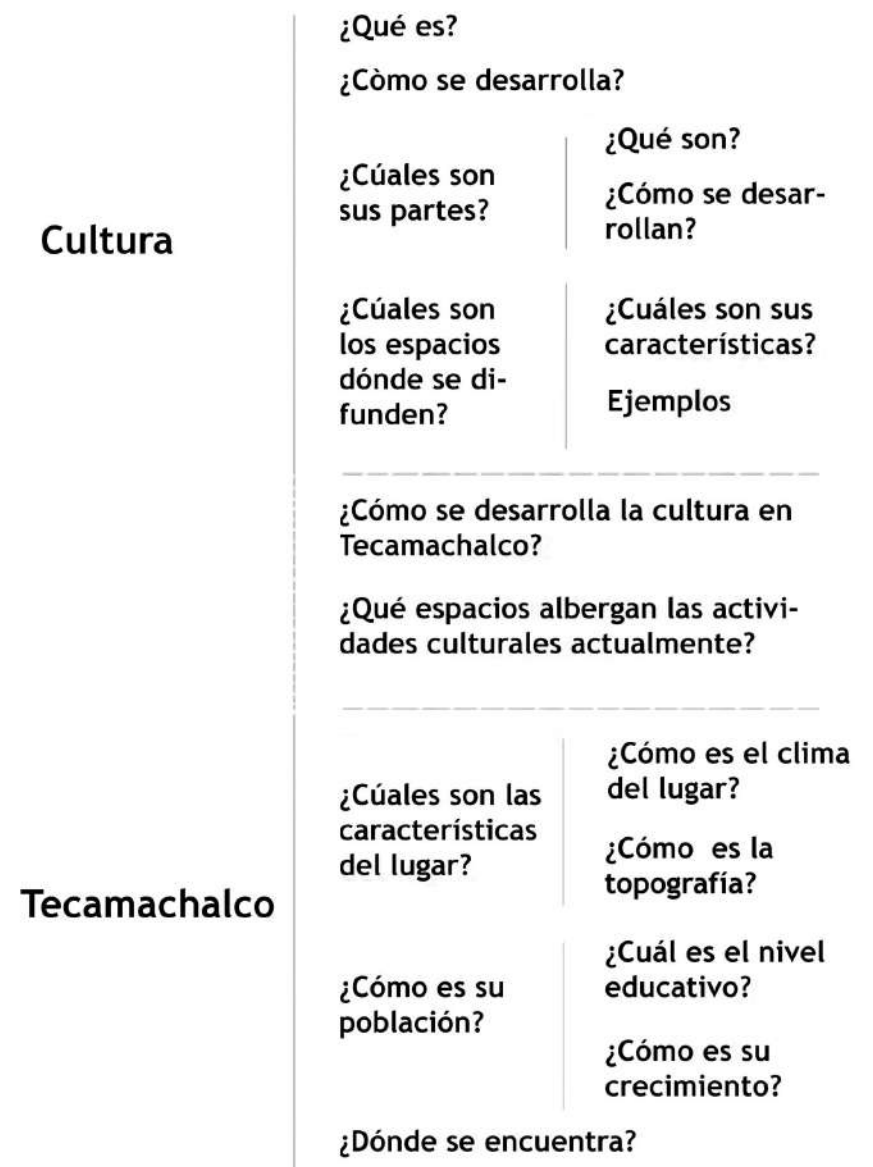 ¿Qué es?
¿Còmo se desarrolla?
Cultura
¿Cúales son
sus partes?
¿Qué son?
¿Cómo se desar-
rollan?
¿Cúales son
los espacios
dónde se di-
funden?
¿Cuáles son sus
características?
Ejemplos
¿Cómo se desarrolla la cultura en
Tecamachalco?
¿Qué espacios albergan las activi-
dades culturales actualmente?
Tecamachalco
¿Cúales son las
características
del lugar?
¿Cómo es el clima
del lugar?
¿Cómo  es la
topografía?
¿Cómo es su
población?
¿Cuál es el nivel
educativo?
¿Cómo es su
crecimiento?
¿Dónde se encuentra?